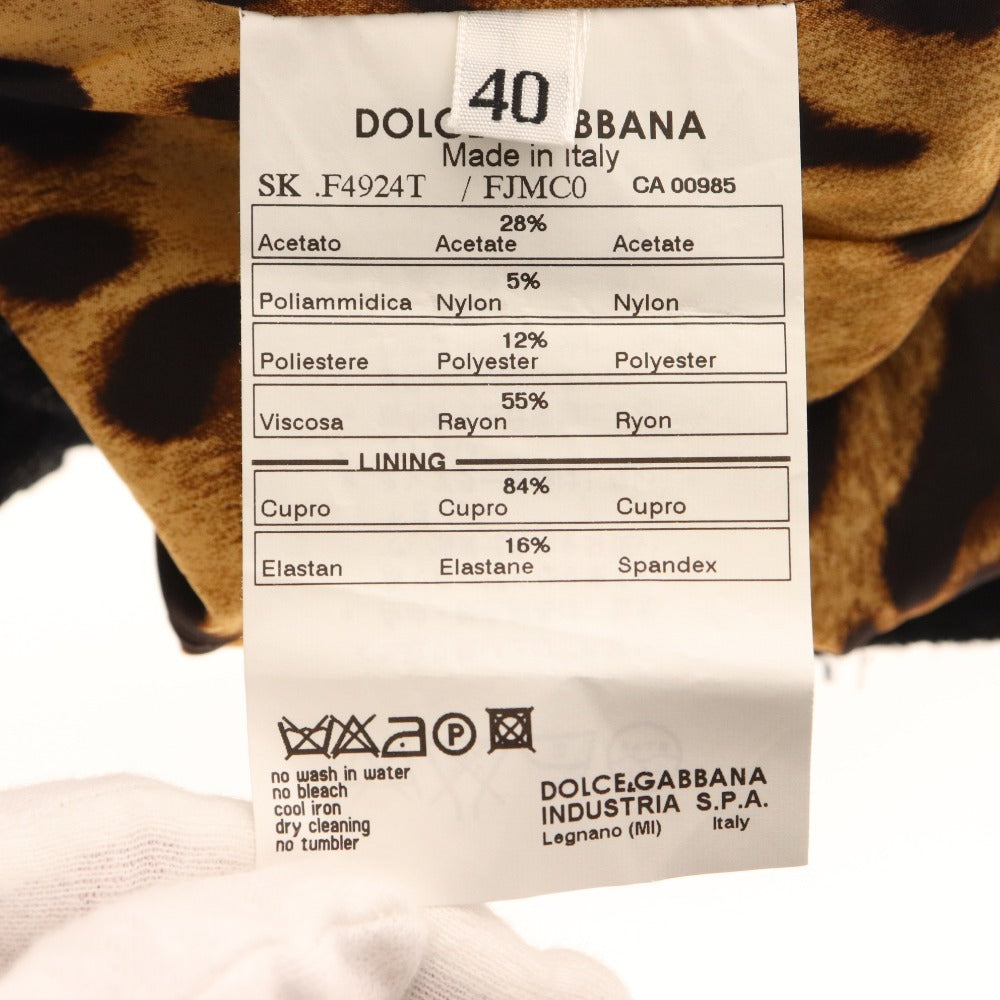 40
DOLC BBANA
Made in Italy
SK .F4924T / FJMC0 CA 00985
28%
Acetato Acetate Acetate
5%
Poliammidica Nylon Nylon
12%
Poliestere Polyester Polyester
55%
Viscosa Rayon Ryon
LINING
84%
Cupro Cupro Cupro
16%
Elastan Elastane Spandex
P
no wash in water
no bleach
cool iron
dry cleaning
no tumbler
DOLCE&GABBANA
INDUSTRIA S.P.A.
Legnano (MI) Italy